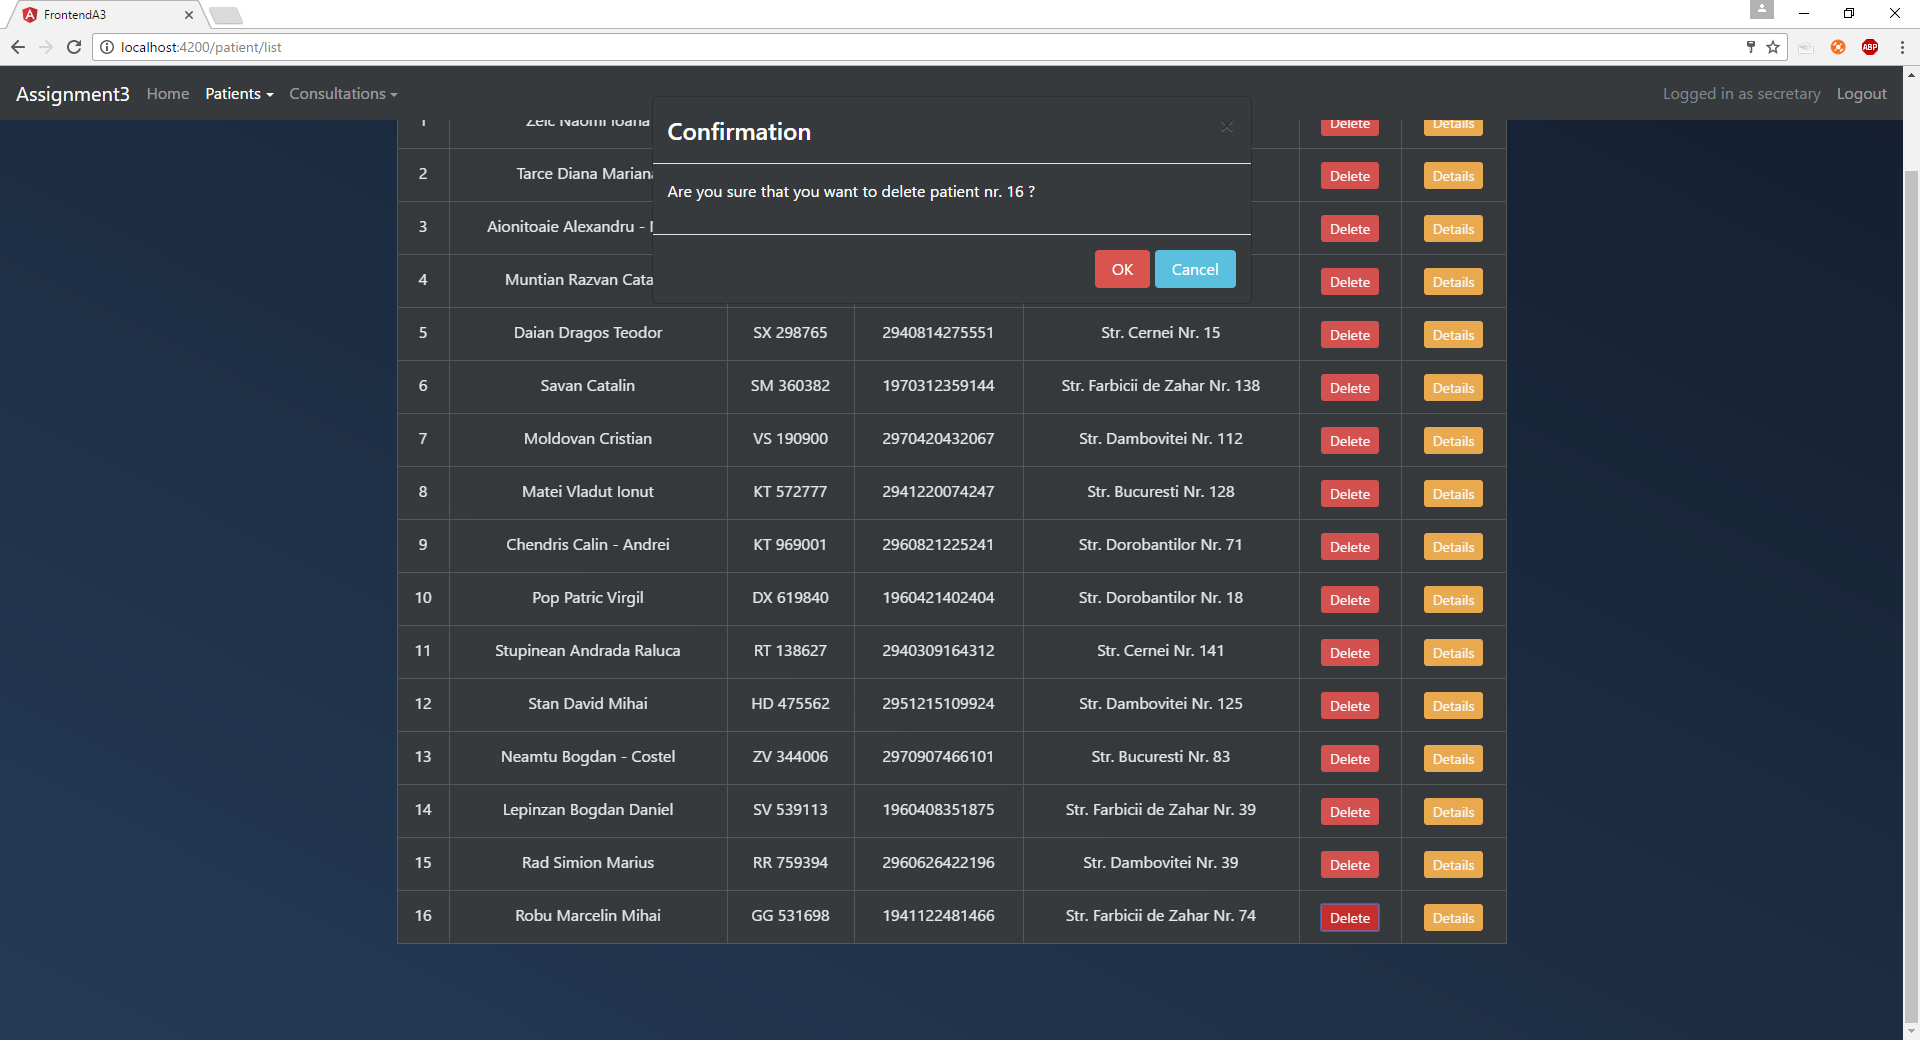 FrontendA3
localhost:4200/patient/list
ABP
Assignment3 Home Patients Consultations Logged in as secretary Logout
Confirmation
Are you sure that you want to delete patient nr. 16 ?
OK Cancel
1 Zeic Naomi Ioana Delete Details
2 Tarce Diana Mariana Delete Details
3 Aionitoaie Alexandru - Delete Details
4 Muntian Razvan Delete Details
5 Daian Dragos Teodor SX 298765 2940814275551 Str. Cernei Nr. 15 Delete Details
6 Savan Catalin SM 360382 1970312359144 Str. Farbicii de Zahar Nr. 138 Delete Details
7 Moldovan Cristian VS 190900 2970420432067 Str. Dambovitei Nr. 112 Delete Details
8 Matei Vladut Ionut KT 572777 2941220074247 Str. Bucuresti Nr. 128 Delete Details
9 Chendris Calin - Andrei KT 969001 2960821225241 Str. Dorobantilor Nr. 71 Delete Details
10 Pop Patric Virgil DX 619840 1960421402404 Str. Dorobantilor Nr. 18 Delete Details
11 Stupinean Andrada Raluca RT 138627 2940309164312 Str. Cernei Nr. 141 Delete Details
12 Stan David Mihai HD 475562 2951215109924 Str. Dambovitei Nr. 125 Delete Details
13 Neamtu Bogdan - Costel ZV 344006 2970907466101 Str. Bucuresti Nr. 83 Delete Details
14 Lepinzan Bogdan Daniel SV 539113 1960408351875 Str. Farbicii de Zahar Nr. 39 Delete Details
15 Rad Simion Marius RR 759394 2960626422196 Str. Dambovitei Nr. 39 Delete Details
16 Robu Marcelin Mihai GG 531698 1941122481466 Str. Farbicii de Zahar Nr. 74 Delete Details